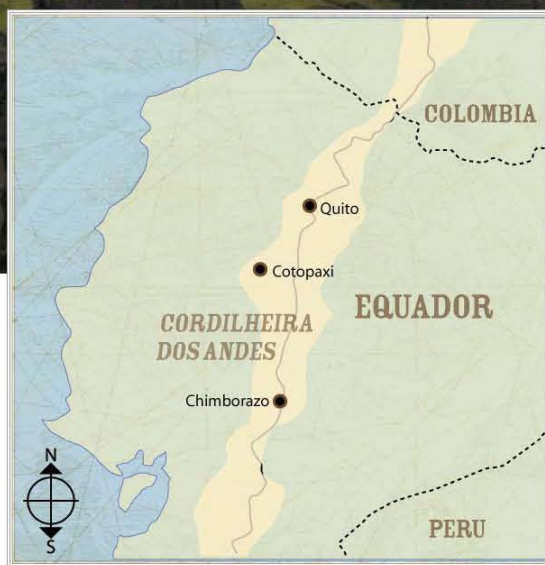 COLOMBIA
Quito
Cotopaxi
EQUADOR
CORDILHEIRA
DOS ANDES
Chimborazo
N
S
PERU